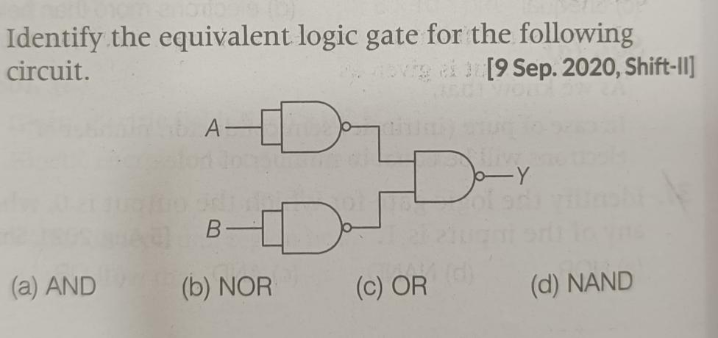 Identify the equivalent logic gate for the following
circuit. [9 Sep. 2020, Shift-II]
A
Y
B
(a) AND (b) NOR (c) OR (d) NAND